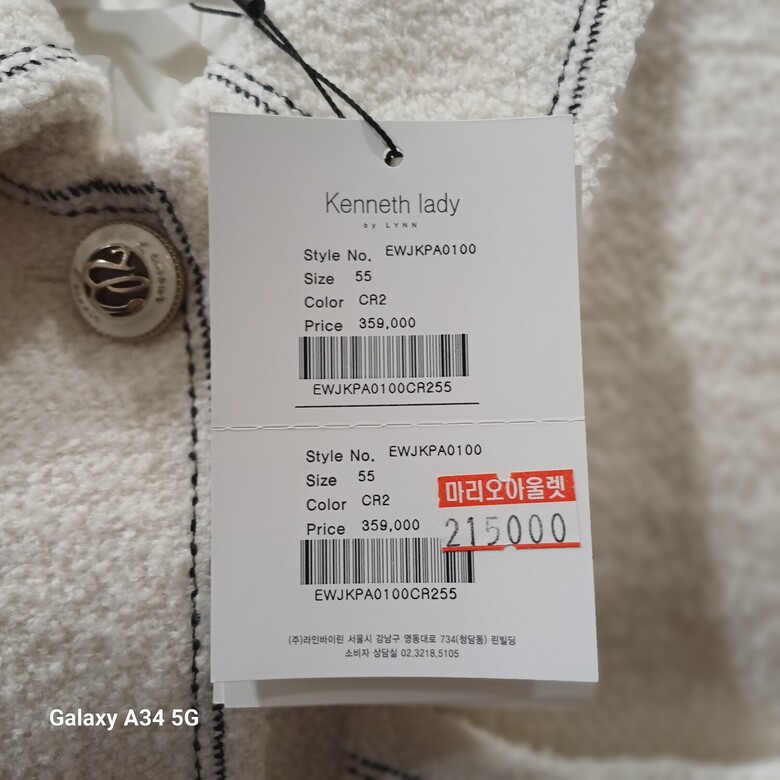 Kenneth lady
by LYNN
Style No. EWJKPA0100
Size 55
Color CR2
Price 359,000
EWJKPA0100CR255
Style No. EWJKPA0100
Size 55
Color CR2
Price 359,000
마리오아울렛
215000
EWJKPA0100CR255
(주)라인바이린 서울시 강남구 영동대로 734(청담동) 린빌딩
소비자 상담실 02.3218.5105
Galaxy A34 5G